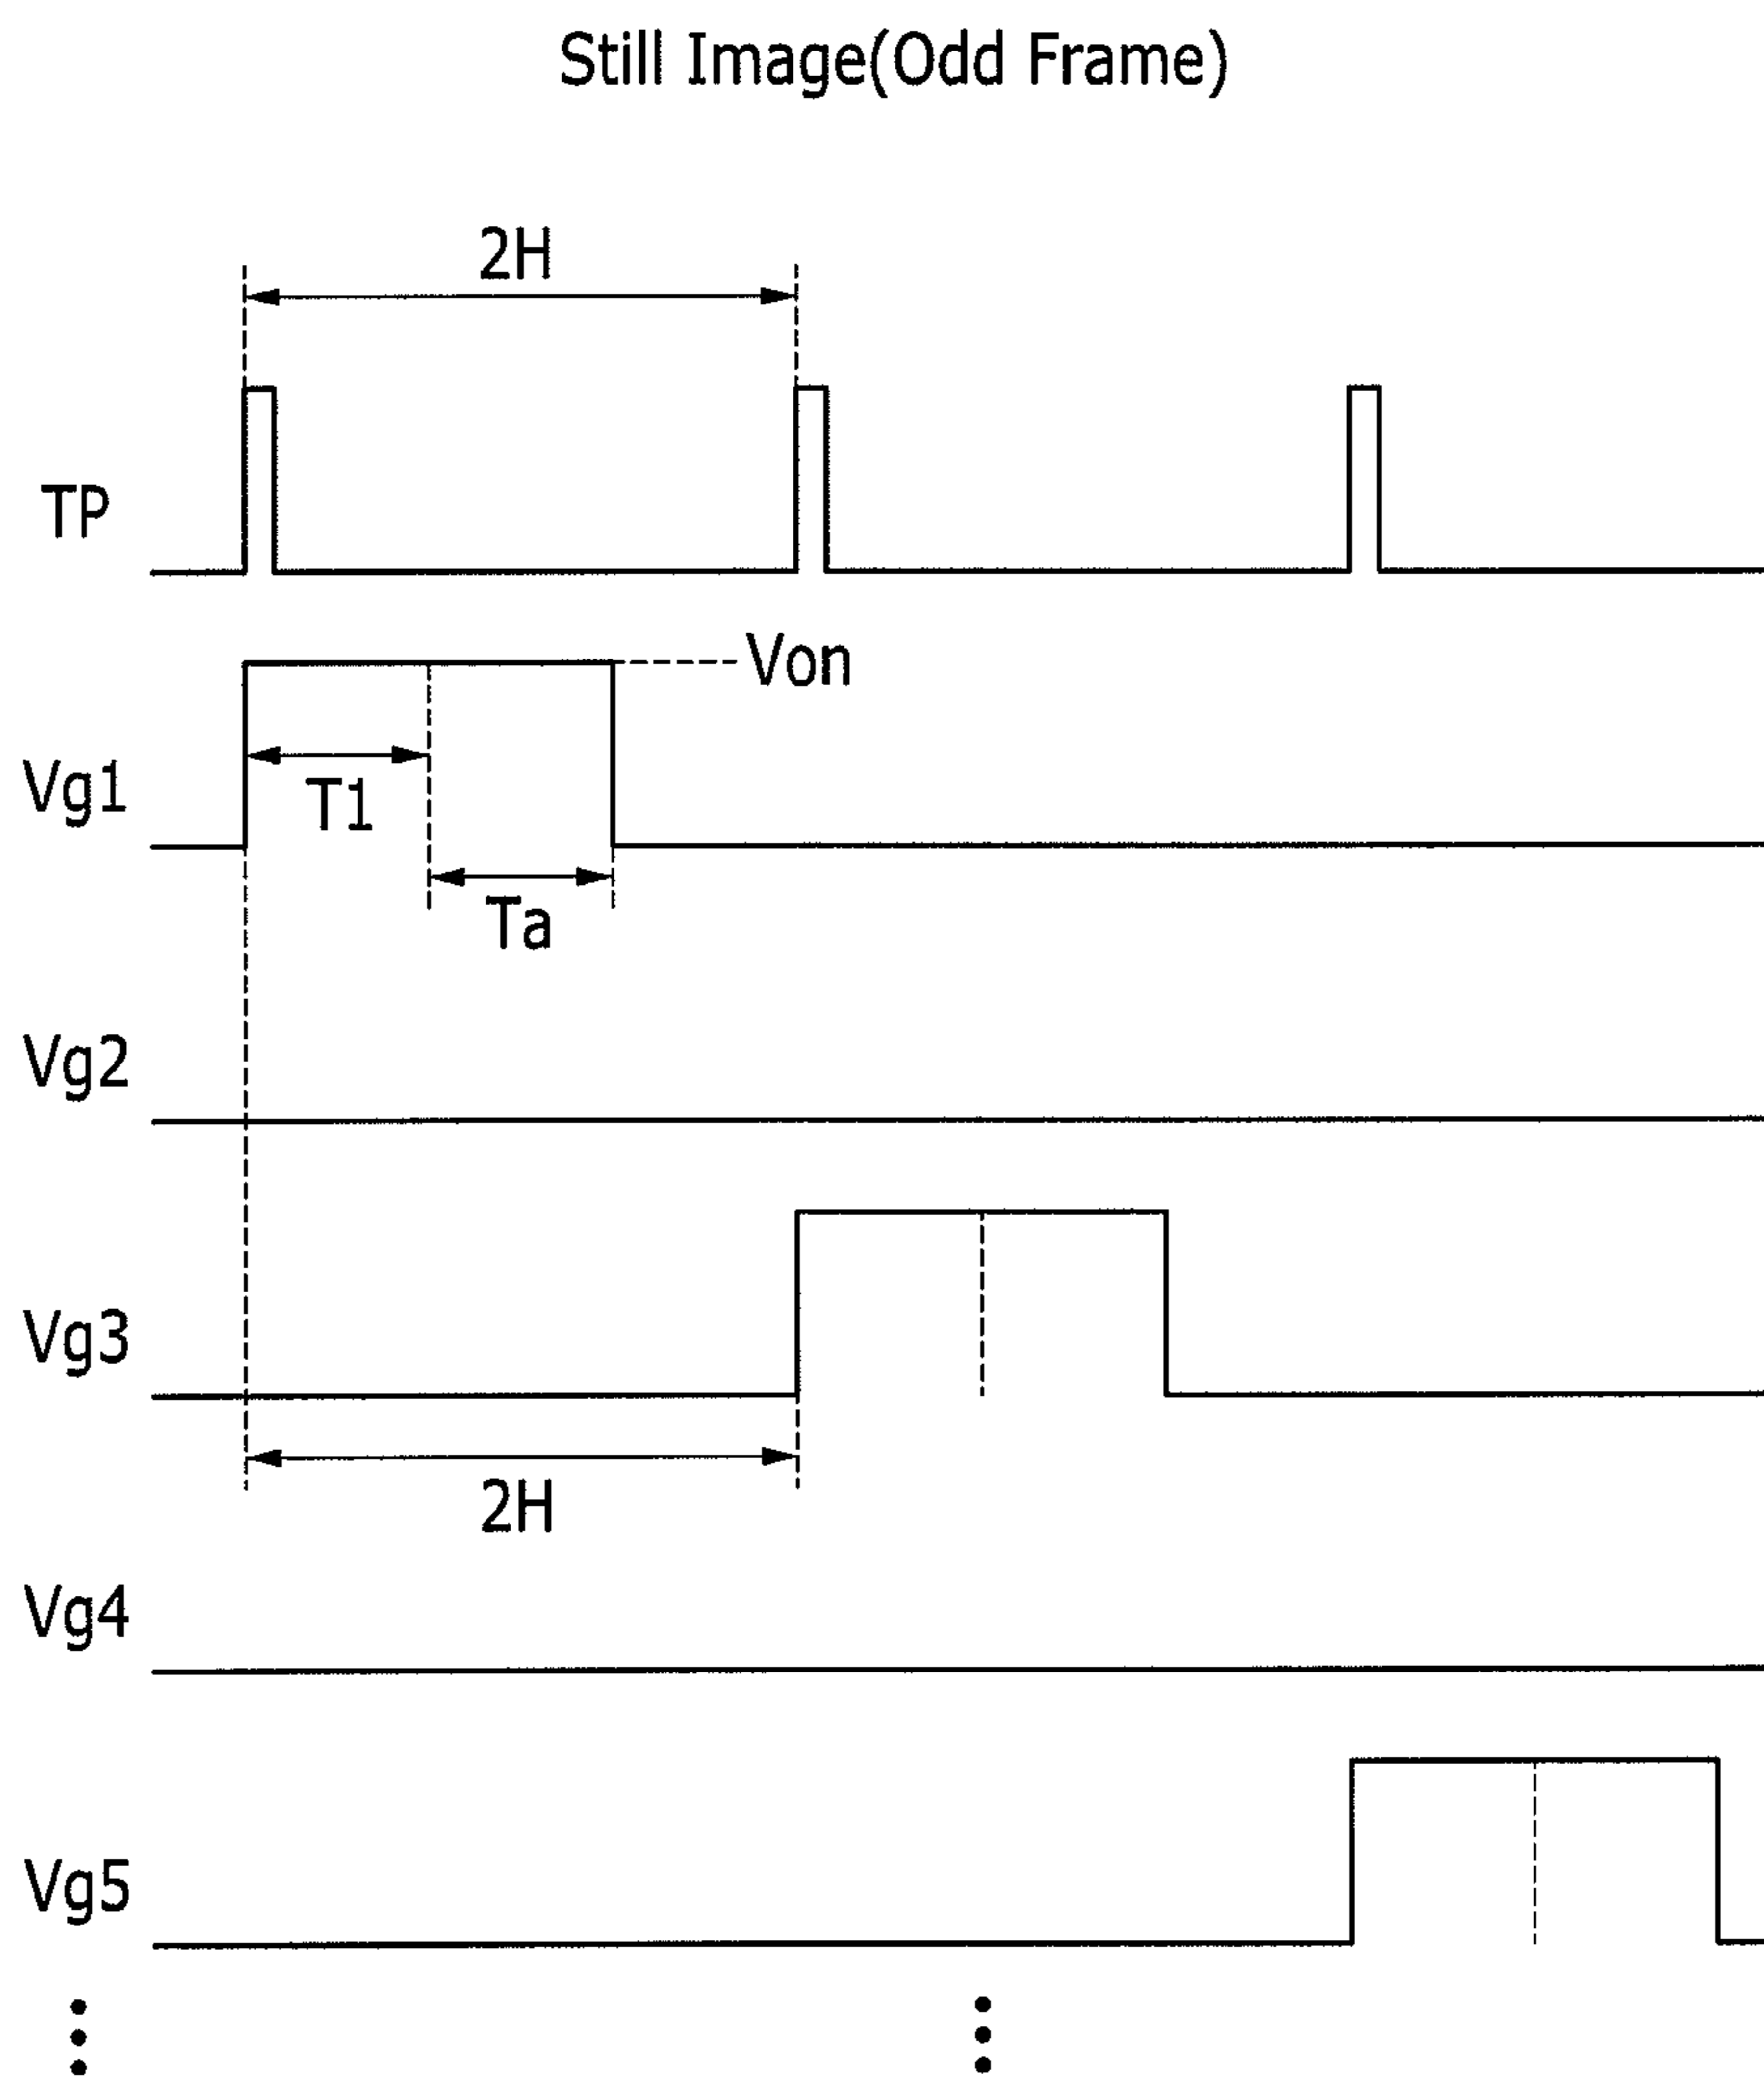 Still Image(Odd Frame)
2H
TP
Von
Vg1
T1
Ta
Vg2
Vg3
2H
Vg4
Vg5